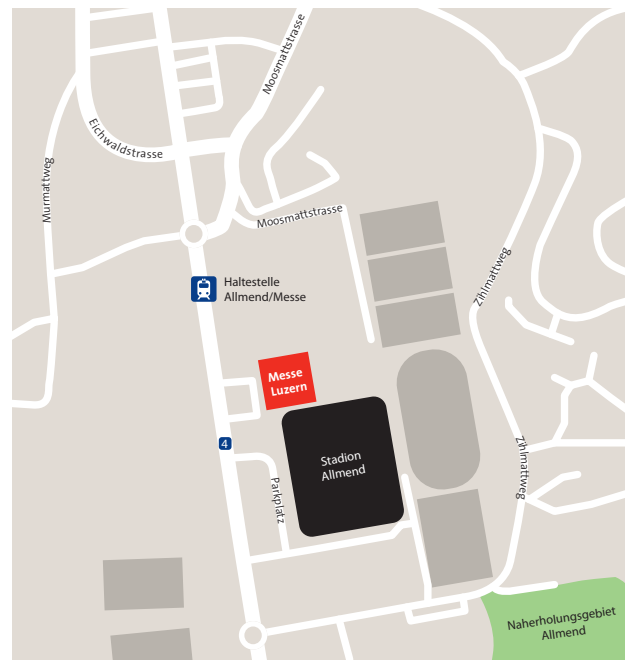 Moosmattstrasse
Eichwaldstrasse
Murmattweg
Moosmattstrasse
Zihlmattweg
Haltestelle
Allmend/Messe
Messe
Luzern
4
Stadion
Allmend
Zihlmattweg
Parkplatz
Naherholungsgebiet
Allmend